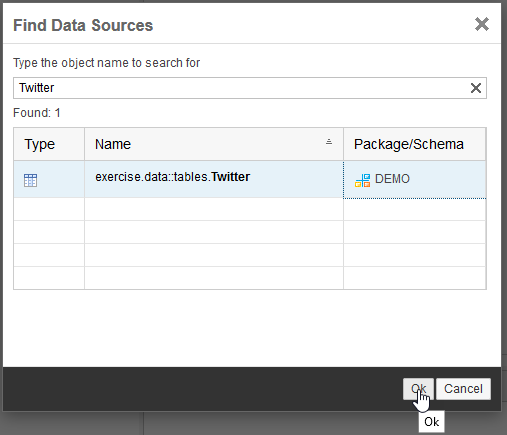 Find Data Sources
Type the object name to search for
Twitter
Found: 1
Type Name Package/Schema
exercise.data::tables.Twitter DEMO
Ok Cancel
Ok